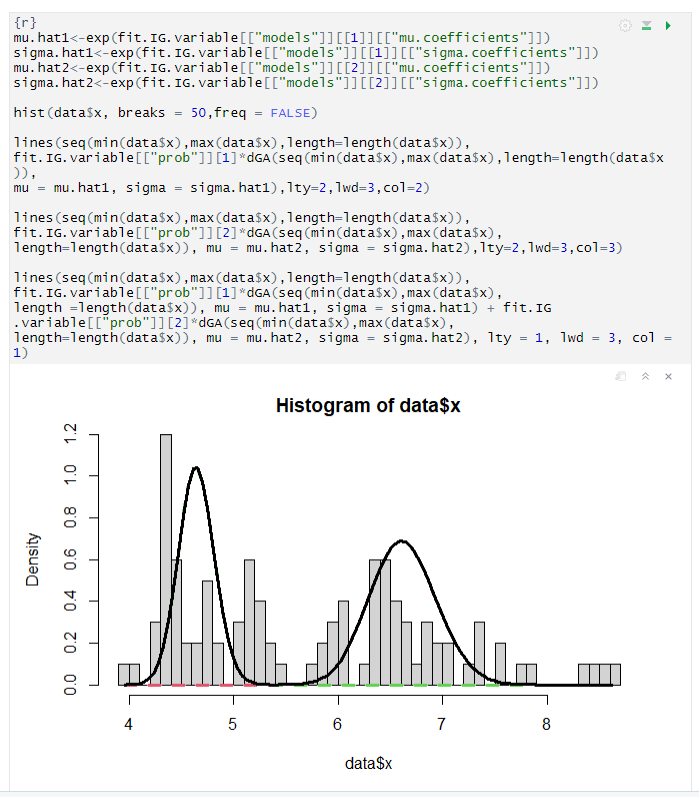 {r}
mu.hat1<-exp(fit.IG.variable[["models"]][[1]][["mu.coefficients"]])
sigma.hat1<-exp(fit.IG.variable[["models"]][[1]][["sigma.coefficients"]])
mu.hat2<-exp(fit.IG.variable[["models"]][[2]][["mu.coefficients"]])
sigma.hat2<-exp(fit.IG.variable[["models"]][[2]][["sigma.coefficients"]])
hist(data$x, breaks = 50,freq = FALSE)
lines(seq(min(data$x),max(data$x),length=length(data$x)),
fit.IG.variable[["prob"]][1]*dGA(seq(min(data$x),max(data$x),length=length(data$x
)),
mu = mu.hat1, sigma = sigma.hat1),lty=2,lwd=3,col=2)
lines(seq(min(data$x),max(data$x),length=length(data$x)),
fit.IG.variable[["prob"]][2]*dGA(seq(min(data$x),max(data$x),
length=length(data$x)), mu = mu.hat2, sigma = sigma.hat2),lty=2,lwd=3,col=3)
lines(seq(min(data$x),max(data$x),length=length(data$x)),
fit.IG.variable[["prob"]][1]*dGA(seq(min(data$x),max(data$x),
length =length(data$x)), mu = mu.hat1, sigma = sigma.hat1) + fit.IG
.variable[["prob"]][2]*dGA(seq(min(data$x),max(data$x),
length=length(data$x)), mu = mu.hat2, sigma = sigma.hat2), lty = 1, lwd = 3, col =
1)
Histogram of data$x
Density
1.2
1.0
0.8
0.6
0.4
0.2
0.0
4 5 6 7 8
data$x